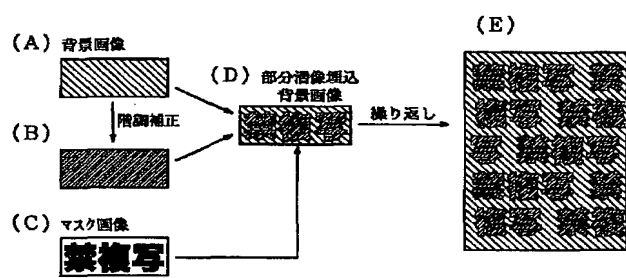 (A) 背景画像
階調補正
(B)
(C) マスク画像
禁複写
(D) 部分潜像埋込
背景画像
繰り返し
(E)